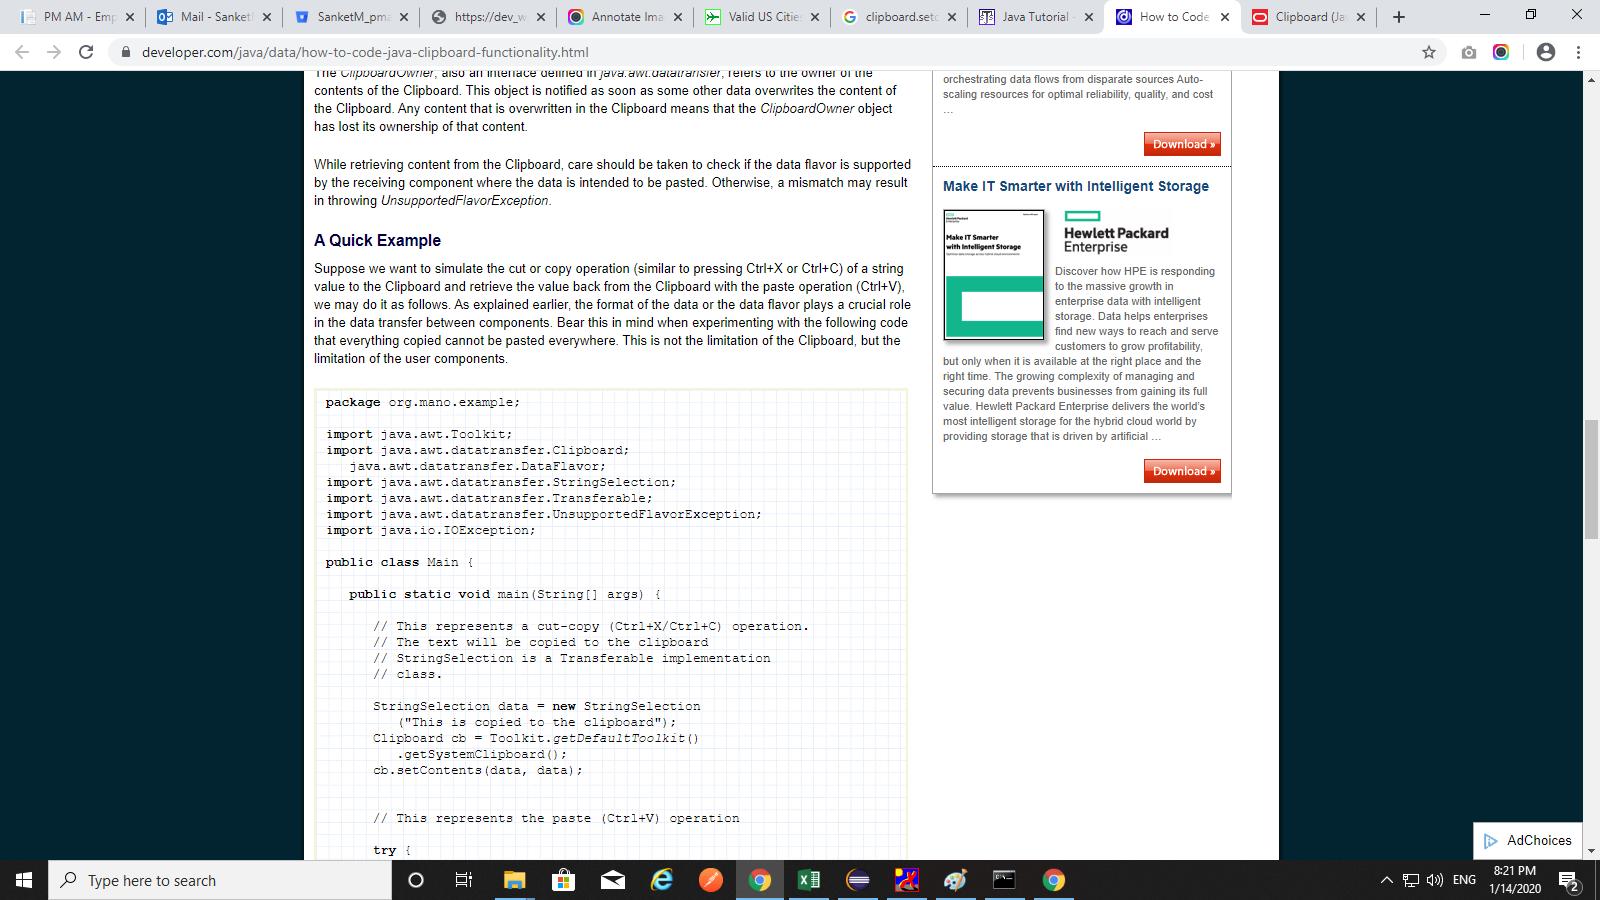 PM AM - Emp
Mail - Sanket
SanketM_pma
https://dev_w
Annotate Ima
Valid US Citie
clipboard.setc
Java Tutorial -
How to Code
Clipboard (Ja
developer.com/java/data/how-to-code-java-clipboard-functionality.html
The ClipboardOwner, also an interface defined in java.awt.datatransfer, refers to the owner of the
contents of the Clipboard. This object is notified as soon as some other data overwrites the content of
the Clipboard. Any content that is overwritten in the Clipboard means that the ClipboardOwner object
has lost its ownership of that content.
While retrieving content from the Clipboard, care should be taken to check if the data flavor is supported
by the receiving component where the data is intended to be pasted. Otherwise, a mismatch may result
in throwing UnsupportedFlavorException.
A Quick Example
Suppose we want to simulate the cut or copy operation (similar to pressing Ctrl+X or Ctrl+C) of a string
value to the Clipboard and retrieve the value back from the Clipboard with the paste operation (Ctrl+V),
we may do it as follows. As explained earlier, the format of the data or the data flavor plays a crucial role
in the data transfer between components. Bear this in mind when experimenting with the following code
that everything copied cannot be pasted everywhere. This is not the limitation of the Clipboard, but the
limitation of the user components.
package org.mano.example;
import java.awt.Toolkit;
import java.awt.datatransfer.Clipboard;
java.awt.datatransfer.DataFlavor;
import java.awt.datatransfer.StringSelection;
import java.awt.datatransfer.Transferable;
import java.awt.datatransfer.UnsupportedFlavorException;
import java.io.IOException;
public class Main {
public static void main(String[] args) {
// This represents a cut-copy (Ctrl+X/Ctrl+C) operation.
// The text will be copied to the clipboard
// StringSelection is a Transferable implementation
// class.
StringSelection data = new StringSelection
("This is copied to the clipboard");
Clipboard cb = Toolkit.getDefaultToolkit()
.getSystemClipboard();
cb.setContents(data, data);
// This represents the paste (Ctrl+V) operation
try {
orchestrating data flows from disparate sources Auto-
scaling resources for optimal reliability, quality, and cost
...
Download »
Make IT Smarter with Intelligent Storage
Make IT Smarter
with Intelligent Storage
Hewlett Packard
Enterprise
Discover how HPE is responding
to the massive growth in
enterprise data with intelligent
storage. Data helps enterprises
find new ways to reach and serve
customers to grow profitability,
but only when it is available at the right place and the
right time. The growing complexity of managing and
securing data prevents businesses from gaining its full
value. Hewlett Packard Enterprise delivers the world's
most intelligent storage for the hybrid cloud world by
providing storage that is driven by artificial ...
Download »
AdChoices
Type here to search
ENG
8:21 PM
1/14/2020
2